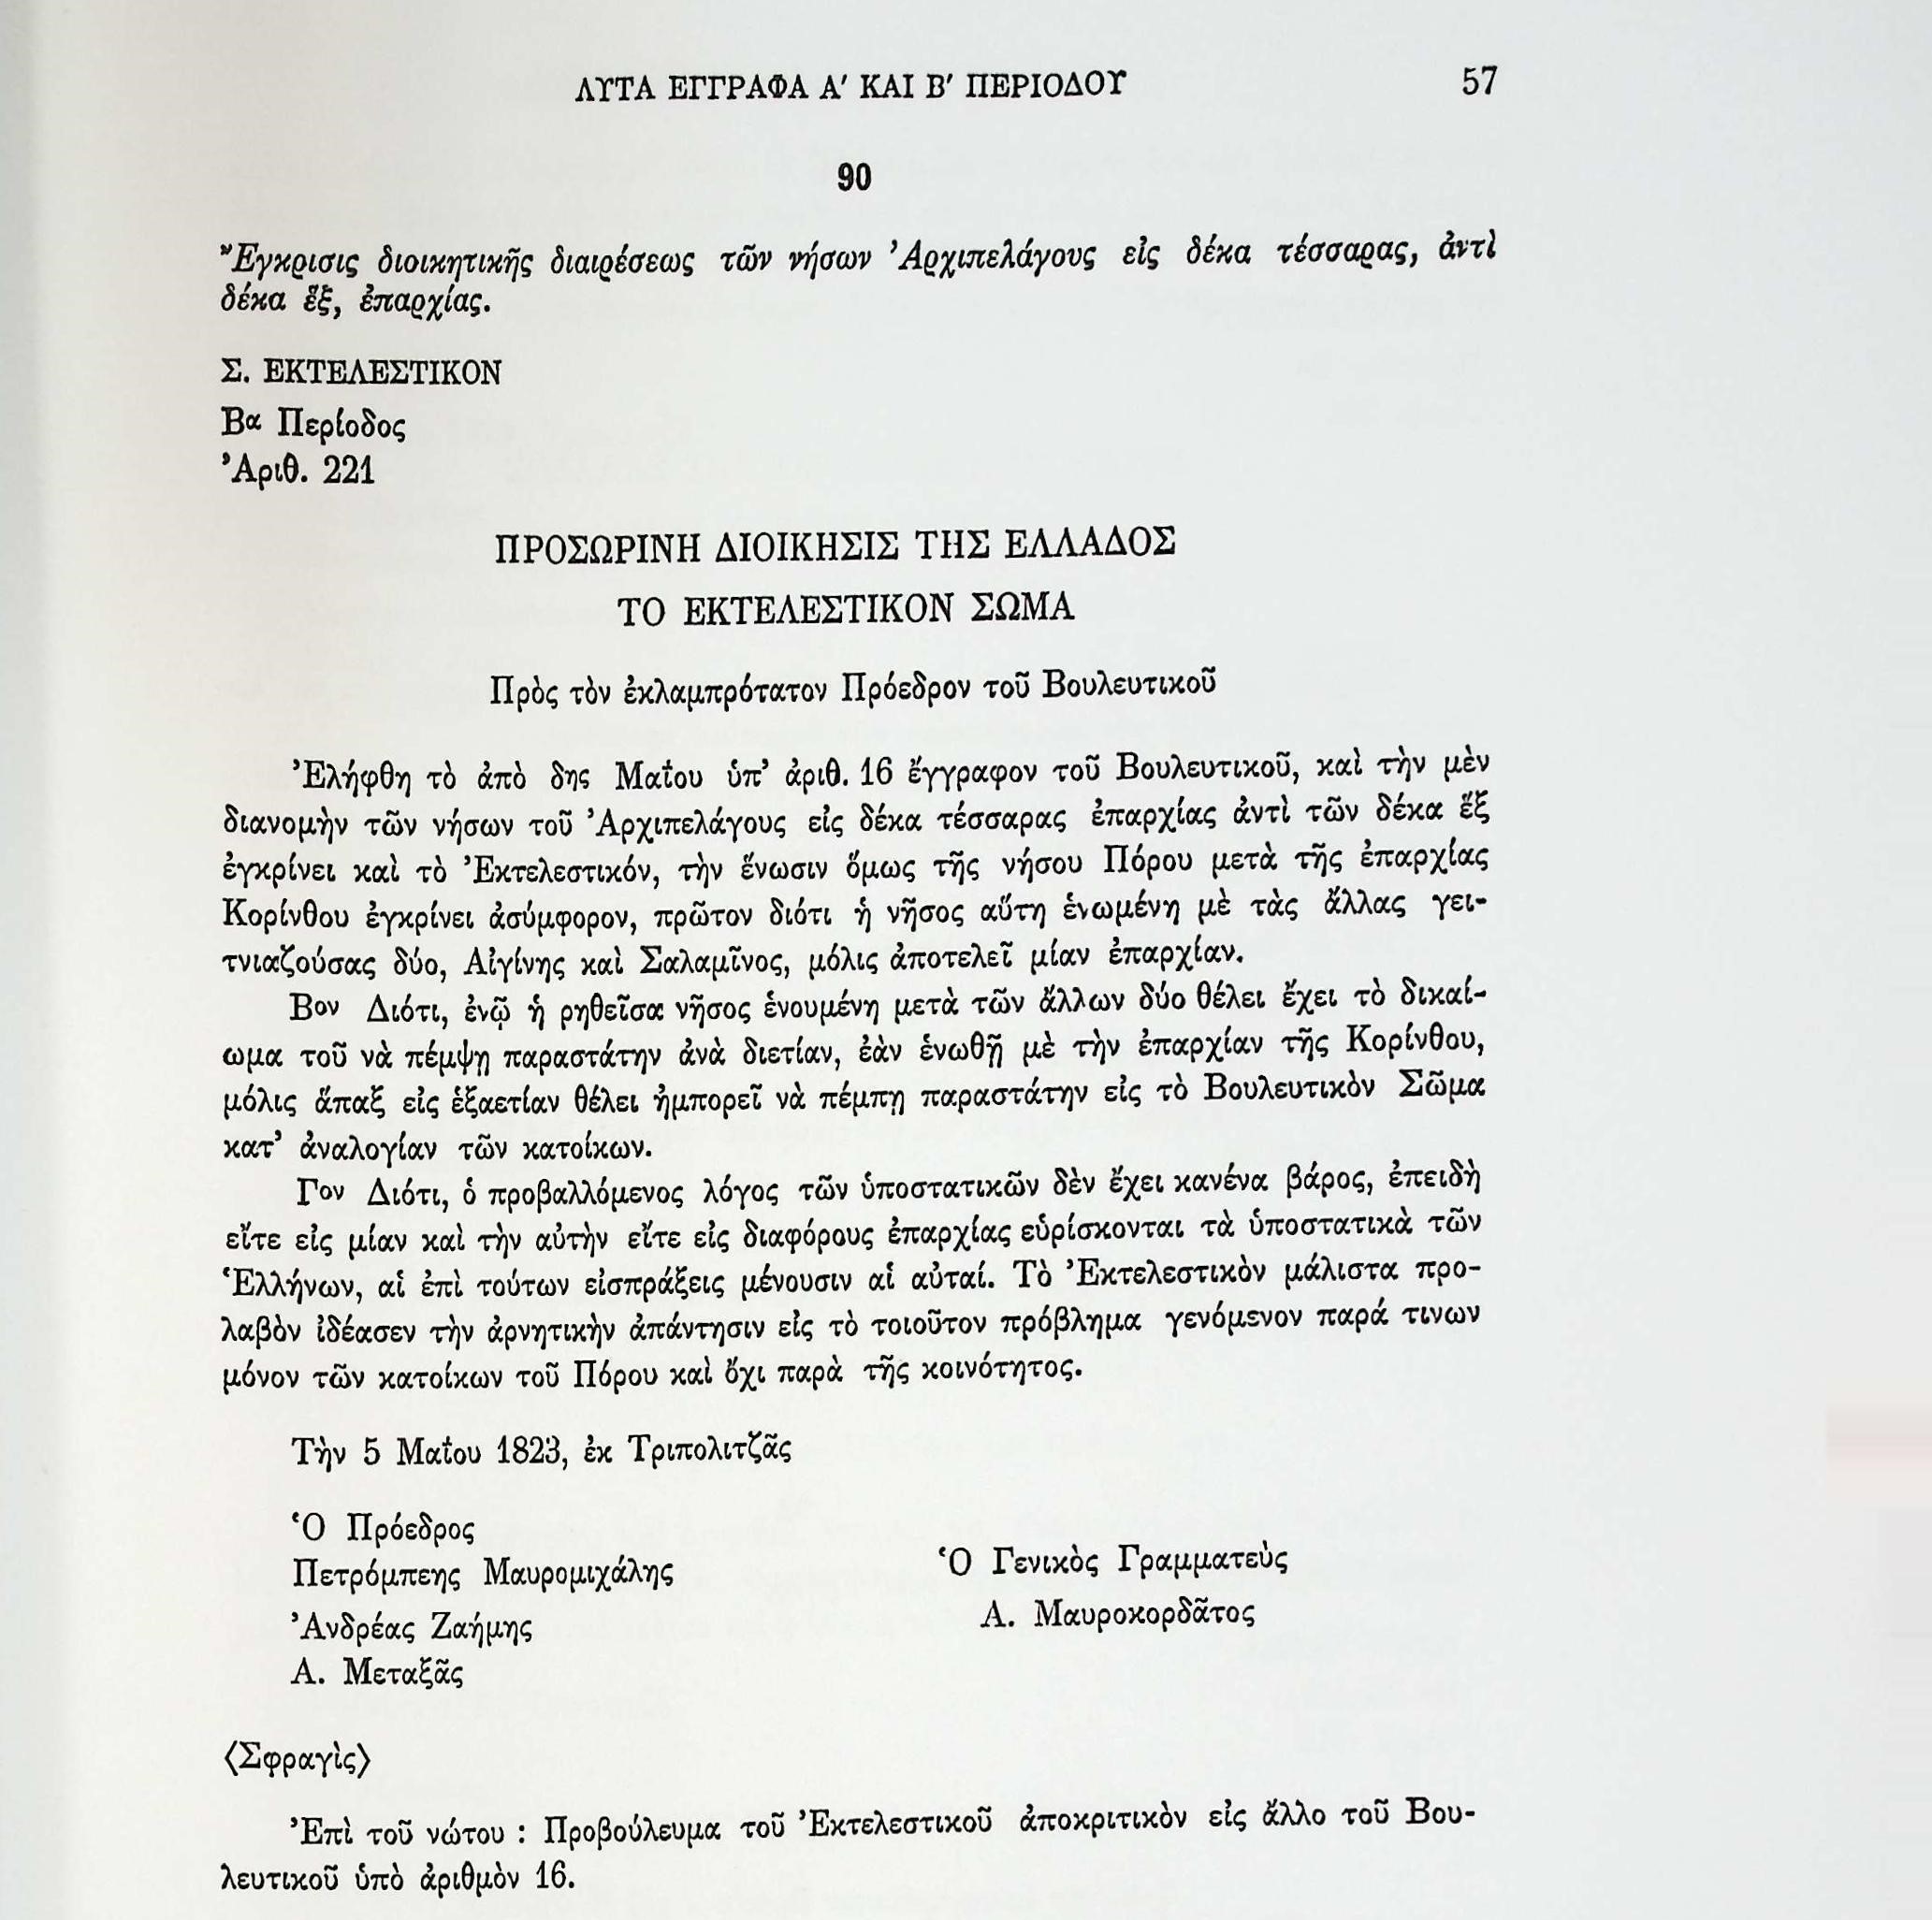 ΛΥΤΑ ΕΓΓΡΑΦΑ Α' ΚΑΙ Β' ΠΕΡΙΟΔΟΥ 57
90
Ἔγκρισις διοικητικῆς διαιρέσεως τῶν νήσων Ἀρχιπελάγους εἰς δέκα τέσσαρας, ἀντὶ
δέκα ἕξ, ἐπαρχίας.
Σ. ΕΚΤΕΛΕΣΤΙΚΟΝ
Βα Περίοδος
Ἀριθ. 221
ΠΡΟΣΩΡΙΝΗ ΔΙΟΙΚΗΣΙΣ ΤΗΣ ΕΛΛΑΔΟΣ
ΤΟ ΕΚΤΕΛΕΣΤΙΚΟΝ ΣΩΜΑ
Πρὸς τὸν ἐκλαμπρότατον Πρόεδρον τοῦ Βουλευτικοῦ
Ἐλήφθη τὸ ἀπὸ δης Μαΐου ὑπ' ἀριθ. 16 ἔγγραφον τοῦ Βουλευτικοῦ, καὶ τὴν μὲν
διανομὴν τῶν νήσων τοῦ Ἀρχιπελάγους εἰς δέκα τέσσαρας ἐπαρχίας ἀντὶ τῶν δέκα ἕξ
ἐγκρίνει καὶ τὸ Ἐκτελεστικόν, τὴν ἕνωσιν ὅμως τῆς νήσου Πόρου μετὰ τῆς ἐπαρχίας
Κορίνθου ἐγκρίνει ἀσύμφορον, πρῶτον διότι ἡ νῆσος αὕτη ἑνωμένη μὲ τὰς ἄλλας γει-
τνιαζούσας δύο, Αἰγίνης καὶ Σαλαμῖνος, μόλις ἀποτελεῖ μίαν ἐπαρχίαν.
Βον Διότι, ἐνῷ ἡ ρηθεῖσα νῆσος ἑνουμένη μετὰ τῶν ἄλλων δύο θέλει ἔχει τὸ δικαί-
ωμα τοῦ νὰ πέμψῃ παραστάτην ἀνὰ διετίαν, ἐὰν ἑνωθῇ μὲ τὴν ἐπαρχίαν τῆς Κορίνθου,
μόλις ἅπαξ εἰς ἑξαετίαν θέλει ἠμπορεῖ νὰ πέμπῃ παραστάτην εἰς τὸ Βουλευτικὸν Σῶμα
κατ' ἀναλογίαν τῶν κατοίκων.
Γον Διότι, ὁ προβαλλόμενος λόγος τῶν ὑποστατικῶν δὲν ἔχει κανένα βάρος, ἐπειδὴ
εἴτε εἰς μίαν καὶ τὴν αὐτὴν εἴτε εἰς διαφόρους ἐπαρχίας εὑρίσκονται τὰ ὑποστατικὰ τῶν
Ἑλλήνων, αἱ ἐπὶ τούτων εἰσπράξεις μένουσιν αἱ αὐταί. Τὸ Ἐκτελεστικὸν μάλιστα προ-
λαβὸν ἰδέασεν τὴν ἀρνητικὴν ἀπάντησιν εἰς τὸ τοιοῦτον πρόβλημα γενόμενον παρά τινων
μόνον τῶν κατοίκων τοῦ Πόρου καὶ ὄχι παρὰ τῆς κοινότητος.
Τὴν 5 Μαΐου 1823, ἐκ Τριπολιτζᾶς
Ὁ Πρόεδρος
Πετρόμπεης Μαυρομιχάλης
Ἀνδρέας Ζαήμης
Α. Μεταξᾶς
Ὁ Γενικὸς Γραμματεὺς
Α. Μαυροκορδᾶτος
⟨Σφραγὶς⟩
Ἐπὶ τοῦ νώτου : Προβούλευμα τοῦ Ἐκτελεστικοῦ ἀποκριτικὸν εἰς ἄλλο τοῦ Βου-
λευτικοῦ ὑπὸ ἀριθμὸν 16.